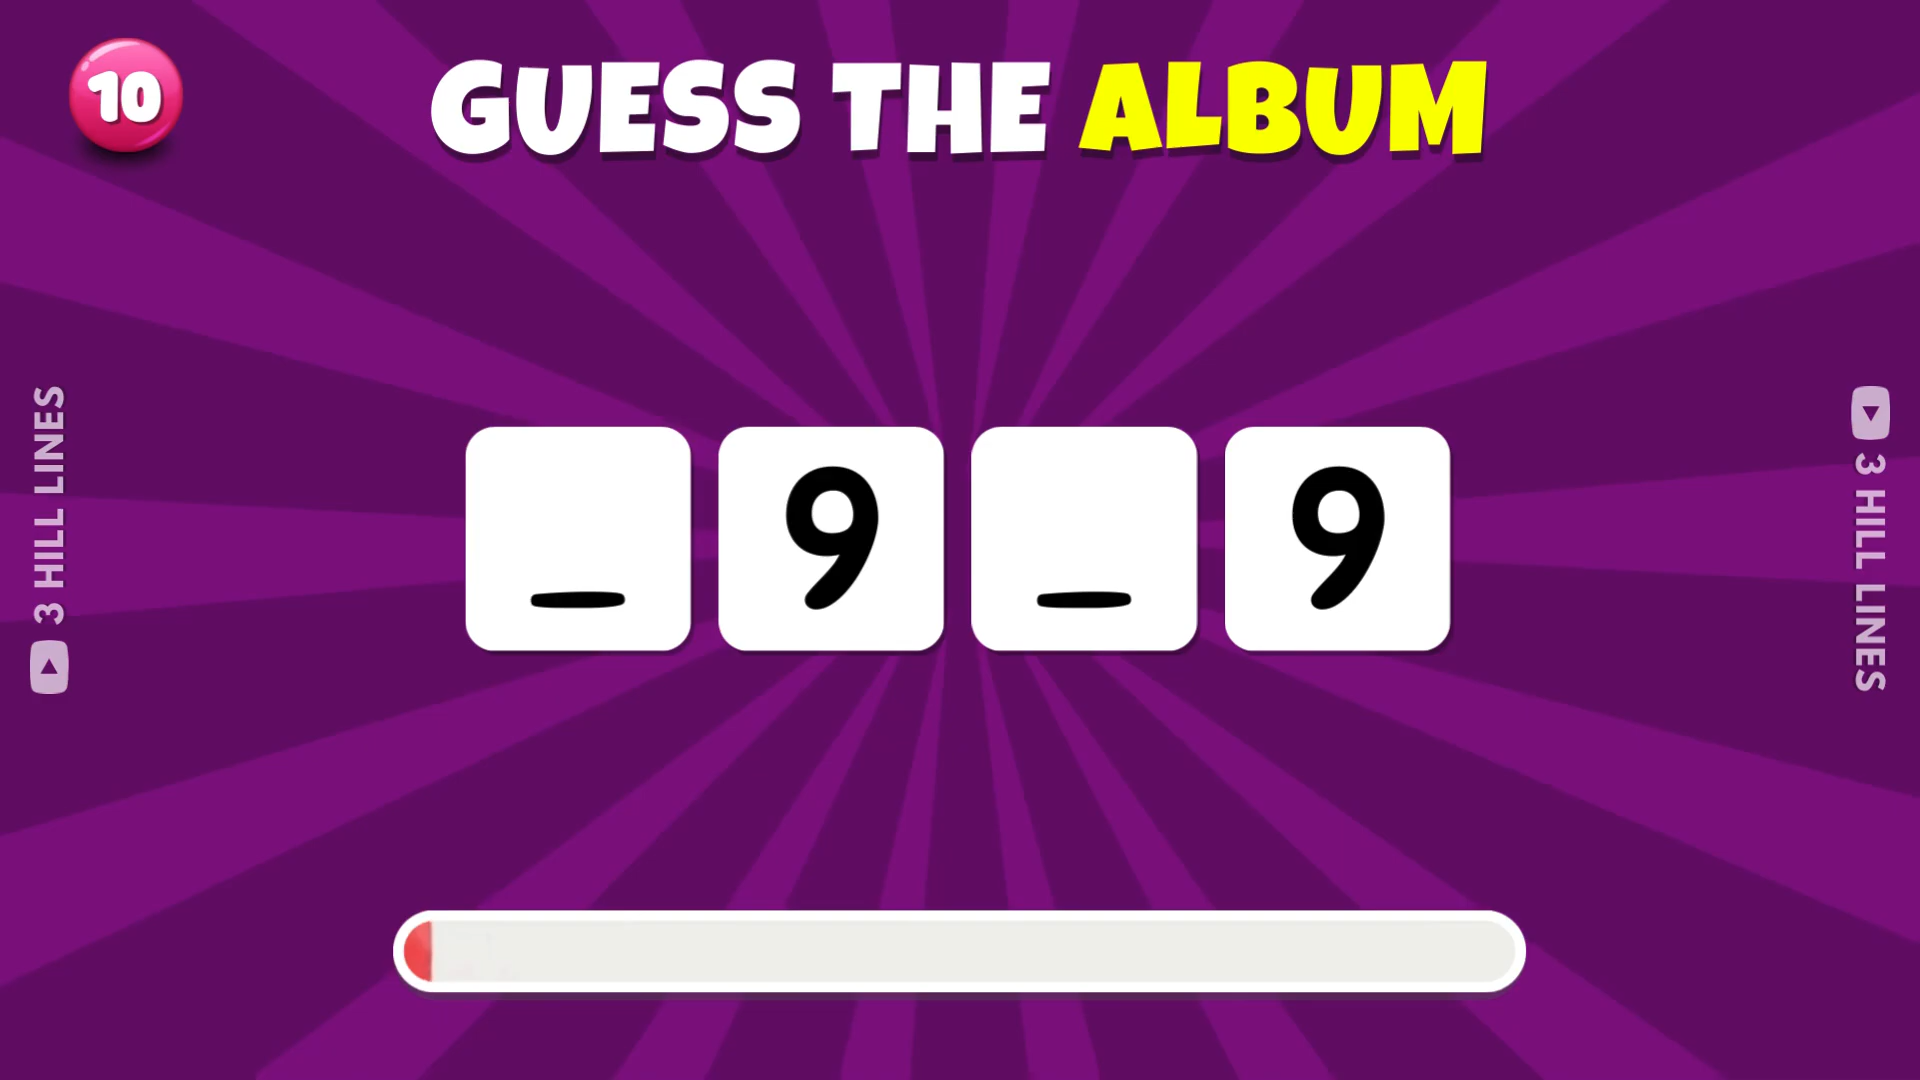 10
GUESS THE ALBUM
3 HILL LINES
_ 9 _ 9
3 HILL LINES